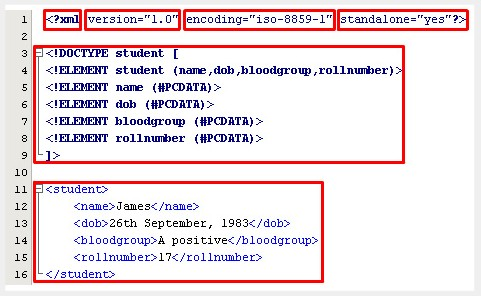 1 <?xml version="1.0" encoding="iso-8859-1" standalone="yes"?>
2
3 <!DOCTYPE student [
4 <!ELEMENT student (name,dob,bloodgroup,rollnumber)>
5 <!ELEMENT name (#PCDATA)>
6 <!ELEMENT dob (#PCDATA)>
7 <!ELEMENT bloodgroup (#PCDATA)>
8 <!ELEMENT rollnumber (#PCDATA)>
9 ]>
10
11 <student>
12 <name>James</name>
13 <dob>26th September, 1983</dob>
14 <bloodgroup>A positive</bloodgroup>
15 <rollnumber>17</rollnumber>
16 </student>